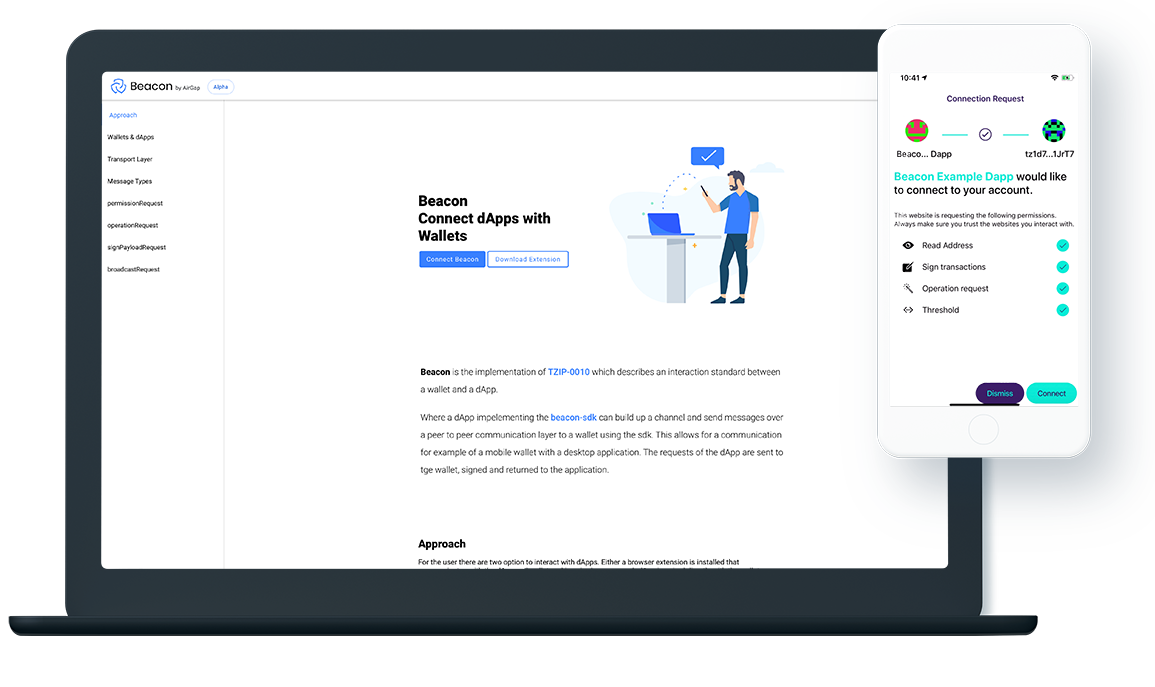 Beacon by AirGap Alpha
Approach
Wallets & dApps
Transport Layer
Message Types
permissionRequest
operationRequest
signPayloadRequest
broadcastRequest
Beacon
Connect dApps with
Wallets
Connect Beacon Download Extension
Beacon is the implementation of TZIP-0010 which describes an interaction standard between
a wallet and a dApp.
Where a dApp impelementing the beacon-sdk can build up a channel and send messages over
a peer to peer communication layer to a wallet using the sdk. This allows for a communication
for example of a mobile wallet with a desktop application. The requests of the dApp are sent to
tge wallet, signed and returned to the application.
Approach
For the user there are two option to interact with dApps. Either a browser extension is installed that
10:41
Connection Request
Beaco... Dapp tz1d7...1JrT7
Beacon Example Dapp would like
to connect to your account.
This website is requesting the following permissions.
Always make sure you trust the websites you interact with.
Read Address
Sign transactions
Operation request
Threshold
Dismiss Connect